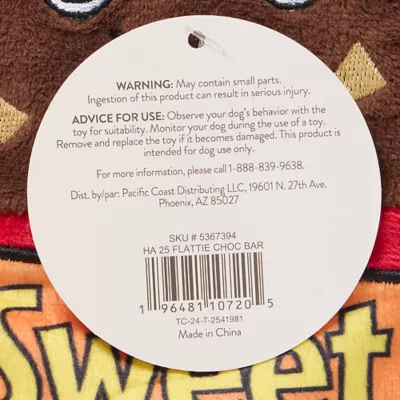 WARNING: May contain small parts.
Ingestion of this product can result in serious injury.
ADVICE FOR USE: Observe your dog's behavior with the
toy for suitability. Monitor your dog during the use of a toy.
Remove and replace the toy if it becomes damaged. This product is
intended for dog use only.
For more information, please call 1-888-839-9638.
Dist. by/par: Pacific Coast Distributing LLC, 19601 N. 27th Ave.
Phoenix, AZ 85027
SKU # 5367394
HA 25 FLATTIE CHOC BAR
1 96481 10720 5
TC-24-T-2541981
Made in China
Sweet